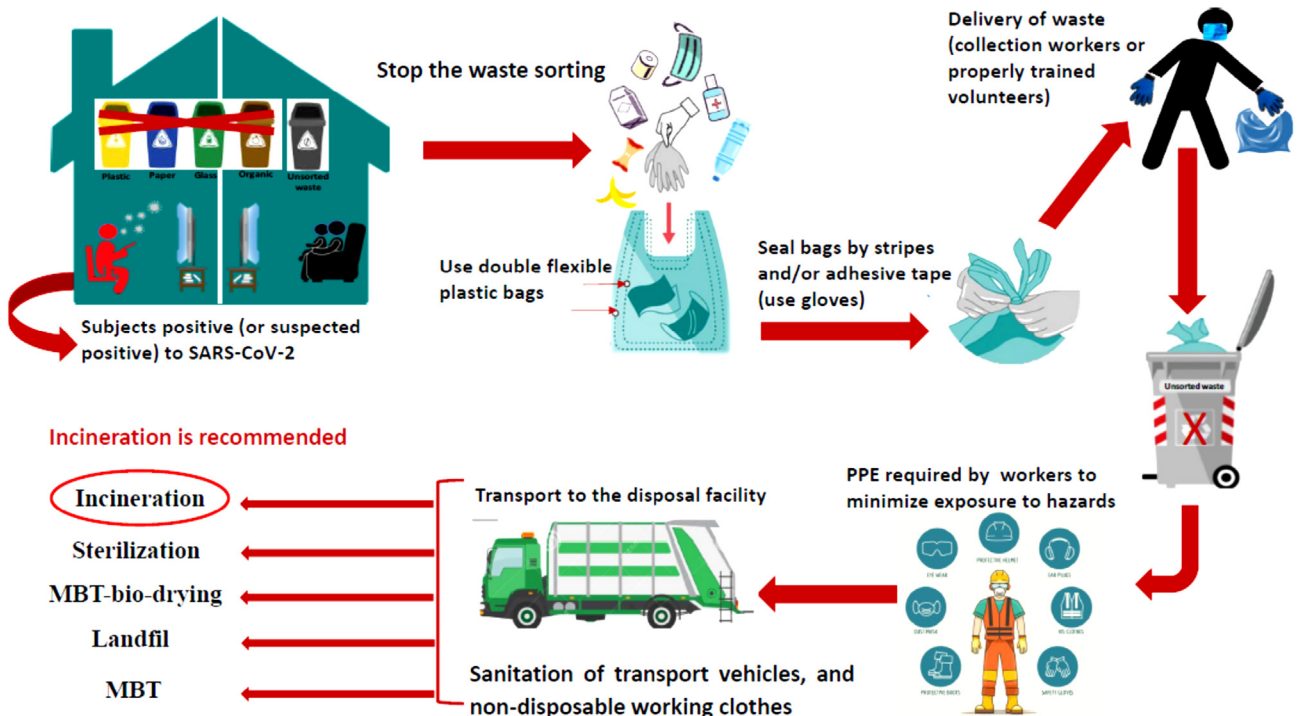 Plastic
Paper
Glass
Organic
Unsorted
waste
Subjects positive (or suspected
positive) to SARS-CoV-2
Stop the waste sorting
Use double flexible
plastic bags
Seal bags by stripes
and/or adhesive tape
(use gloves)
Delivery of waste
(collection workers or
properly trained
volunteers)
Unsorted waste
PPE required by workers to
minimize exposure to hazards
EYE WEAR
PROTECTIVE HELMET
EAR PLUGS
DUST MASK
VIS CLOTHES
PROTECTIVE BOOTS
SAFETY GLOVES
Transport to the disposal facility
Sanitation of transport vehicles, and
non-disposable working clothes
Incineration is recommended
Incineration
Sterilization
MBT-bio-drying
Landfil
MBT